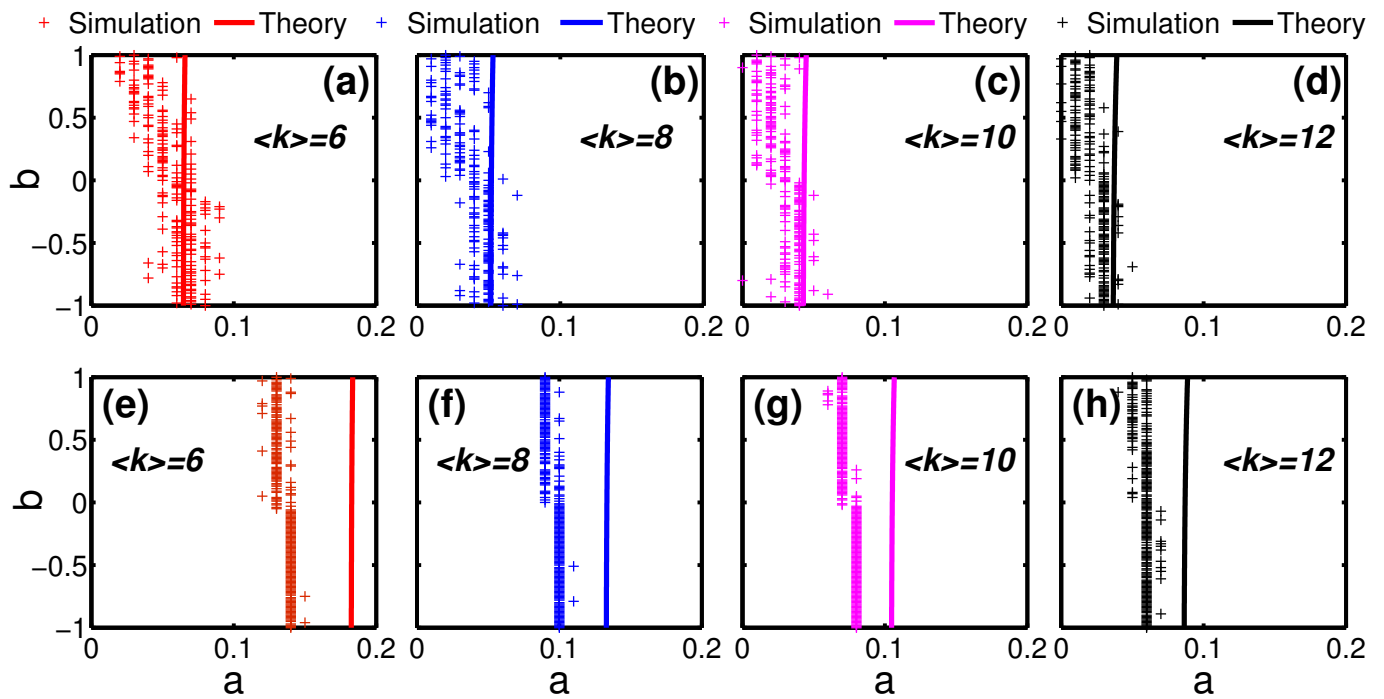 + Simulation Theory + Simulation Theory + Simulation Theory + Simulation Theory
1 (a) (b) (c) (d)
0.5 <k>=6 <k>=8 <k>=10 <k>=12
b 0
−0.5
−1
0 0.1 0.2 0 0.1 0.2 0 0.1 0.2 0 0.1 0.2
1 (e) (f) (g) (h)
0.5 <k>=6 <k>=8 <k>=10 <k>=12
b 0
−0.5
−1
0 0.1 0.2 0 0.1 0.2 0 0.1 0.2 0 0.1 0.2
a a a a